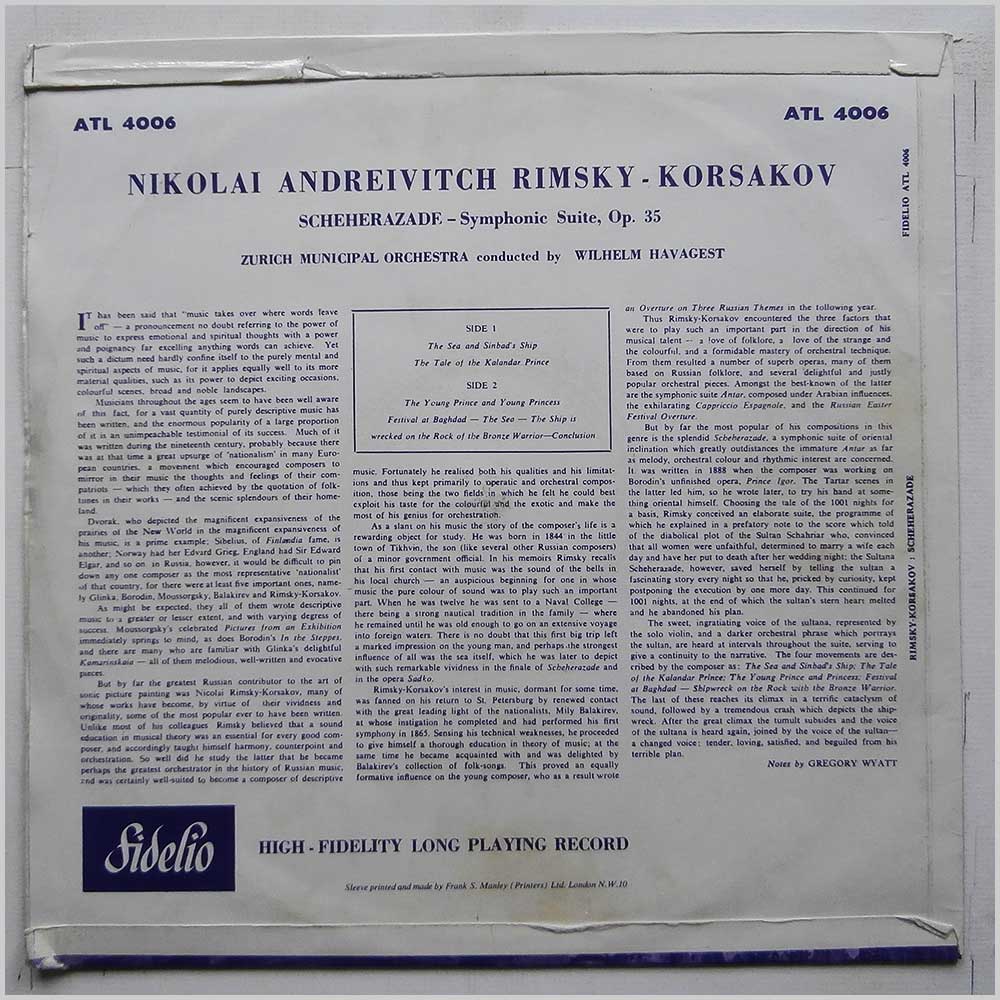 ATL 4006
ATL 4006
NIKOLAI ANDREIVITCH RIMSKY - KORSAKOV
SCHEHERAZADE – Symphonic Suite, Op. 35
ZURICH MUNICIPAL ORCHESTRA conducted by WILHELM HAVAGEST
IT has been said that "music takes over where words leave
off" — a pronouncement no doubt referring to the power of
music to express emotional and spiritual thoughts with a power
and poignancy far excelling anything words can achieve. Yet
such a dictum need hardly confine itself to the purely mental and
spiritual aspects of music, for it applies equally well to its more
material qualities, such as its power to depict exciting occasions,
colourful scenes, broad and noble landscapes.
Musicians throughout the ages seem to have been well aware
of this fact, for a vast quantity of purely descriptive music has
been written, and the enormous popularity of a large proportion
of it is an unimpeachable testimonial of its success. Much of it
was written during the nineteenth century, probably because there
was at that time a great upsurge of 'nationalism' in many Euro-
pean countries, a movement which encouraged composers to
mirror in their music the thoughts and feelings of their com-
patriots — which they often achieved by the quotation of folk-
tunes in their works — and the scenic splendours of their home-
land.
Dvorak, who depicted the magnificent expansiveness of the
prairies of the New World in the magnificent expansiveness of
his music, is a prime example; Sibelius, of Finlandia fame, is
another; Norway had her Edvard Grieg, England had Sir Edward
Elgar, and so on in Russia, however, it would be difficult to pin
down any one composer as the most representative 'nationalist'
of that country, for there were at least five important ones, name-
ly Glinka, Borodin, Moussorgsky, Balakirev and Rimsky-Korsakov.
As might be expected, they all of them wrote descriptive
music to a greater or lesser extent, and with varying degrees of
success. Moussorgsky's celebrated Pictures from an Exhibition
immediately springs to mind, as does Borodin's In the Steppes,
and there are many who are familiar with Glinka's delightful
Kamarinskaia — all of them melodious, well-written and evocative
pieces.
But by far the greatest Russian contributor to the art of
sonic picture painting was Nicolai Rimsky-Korsakov, many of
whose works have become, by virtue of their vividness and
originality, some of the most popular ever to have been written.
Unlike most of his colleagues Rimsky believed that a sound
education in musical theory was an essential for every good com-
poser, and accordingly taught himself harmony, counterpoint and
orchestration. So well did he study the latter that he became
perhaps the greatest orchestrator in the history of Russian music,
and was certainly well-suited to become a composer of descriptive
SIDE 1
The Sea and Sinbad's Ship
The Tale of the Kalandar Prince
SIDE 2
The Young Prince and Young Princess
Festival at Baghdad — The Sea — The Ship is
wrecked on the Rock of the Bronze Warrior—Conclusion
music. Fortunately he realised both his qualities and his limitat-
ions and thus kept primarily to operatic and orchestral compos-
ition, those being the two fields in which he felt he could best
exploit his taste for the colourful and the exotic and make the
most of his genius for orchestration.
As a slant on his music the story of the composer's life is a
rewarding object for study. He was born in 1844 in the little
town of Tikhvin, the son (like several other Russian composers)
of a minor government official. In his memoirs Rimsky recalls
that his first contact with music was the sound of the bells in
his local church — an auspicious beginning for one in whose
music the pure colour of sound was to play such an important
part. When he was twelve he was sent to a Naval College —
there being a strong nautical tradition in the family — where
he remained until he was old enough to go on an extensive voyage
into foreign waters. There is no doubt that this first big trip left
a marked impression on the young man, and perhaps the strongest
influence of all was the sea itself, which he was later to depict
with such remarkable vividness in the finale of Scheherazade and
in the opera Sadko.
Rimsky-Korsakov's interest in music, dormant for some time,
was fanned on his return to St. Petersburg by renewed contact
with the great leading light of the nationalists, Mily Balakirev,
at whose instigation he completed and had performed his first
symphony in 1865. Sensing his technical weaknesses, he proceeded
to give himself a thorough education in theory of music; at the
same time he became acquainted with and was delighted by
Balakirev's collection of folk-songs. This proved an equally
formative influence on the young composer, who as a result wrote
an Overture on Three Russian Themes in the following year.
Thus Rimsky-Korsakov encountered the three factors that
were to play such an important part in the direction of his
musical talent — a love of folklore, a love of the strange and
the colourful, and a formidable mastery of orchestral technique.
From them resulted a number of superb operas, many of them
based on Russian folklore, and several delightful and justly
popular orchestral pieces. Amongst the best-known of the latter
are the symphonic suite Antar, composed under Arabian influences,
the exhilarating Cappriccio Espagnole, and the Russian Easter
Festival Overture.
But by far the most popular of his compositions in this
genre is the splendid Scheherazade, a symphonic suite of oriental
inclination which greatly outdistances the immature Antar as far
as melody, orchestral colour and rhythmic interest are concerned.
It was written in 1888 when the composer was working on
Borodin's unfinished opera, Prince Igor. The Tartar scenes in
the latter led him, so he wrote later, to try his hand at some-
thing oriental himself. Choosing the tale of the 1001 nights for
a basis, Rimsky conceived an elaborate suite, the programme of
which he explained in a prefatory note to the score which told
of the diabolical plot of the Sultan Schahriar who, convinced
that all women were unfaithful, determined to marry a wife each
day and have her put to death after her wedding night; the Sultana
Scheherazade, however, saved herself by telling the sultan a
fascinating story every night so that he, pricked by curiosity, kept
postponing the execution by one more day. This continued for
1001 nights, at the end of which the sultan's stern heart melted
and he abandoned his plan.
The sweet, ingratiating voice of the sultana, represented by
the solo violin, and a darker orchestral phrase which portrays
the sultan, are heard at intervals throughout the suite, serving to
give a continuity to the narrative. The four movements are des-
cribed by the composer as: The Sea and Sinbad's Ship; The Tale
of the Kalandar Prince; The Young Prince and Princess; Festival
at Baghdad — Shipwreck on the Rock with the Bronze Warrior.
The last of these reaches its climax in a terrific cataclysm of
sound, followed by a tremendous crash which depicts the ship-
wreck. After the great climax the tumult subsides and the voice
of the sultana is heard again, joined by the voice of the sultan—
a changed voice: tender, loving, satisfied, and beguiled from his
terrible plan.
Notes by GREGORY WYATT
FIDELIO ATL 4006
RIMSKY-KORSAKOV : SCHEHERAZADE
Fidelio
HIGH - FIDELITY LONG PLAYING RECORD
Sleeve printed and made by Frank S. Manley (Printers) Ltd. London N.W.10